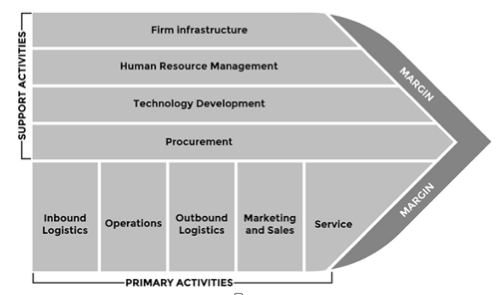 SUPPORT ACTIVITIES
Firm infrastructure
Human Resource Management
Technology Development
Procurement
MARGIN
Inbound
Logistics
Operations
Outbound
Logistics
Marketing
and Sales
Service
MARGIN
PRIMARY ACTIVITIES